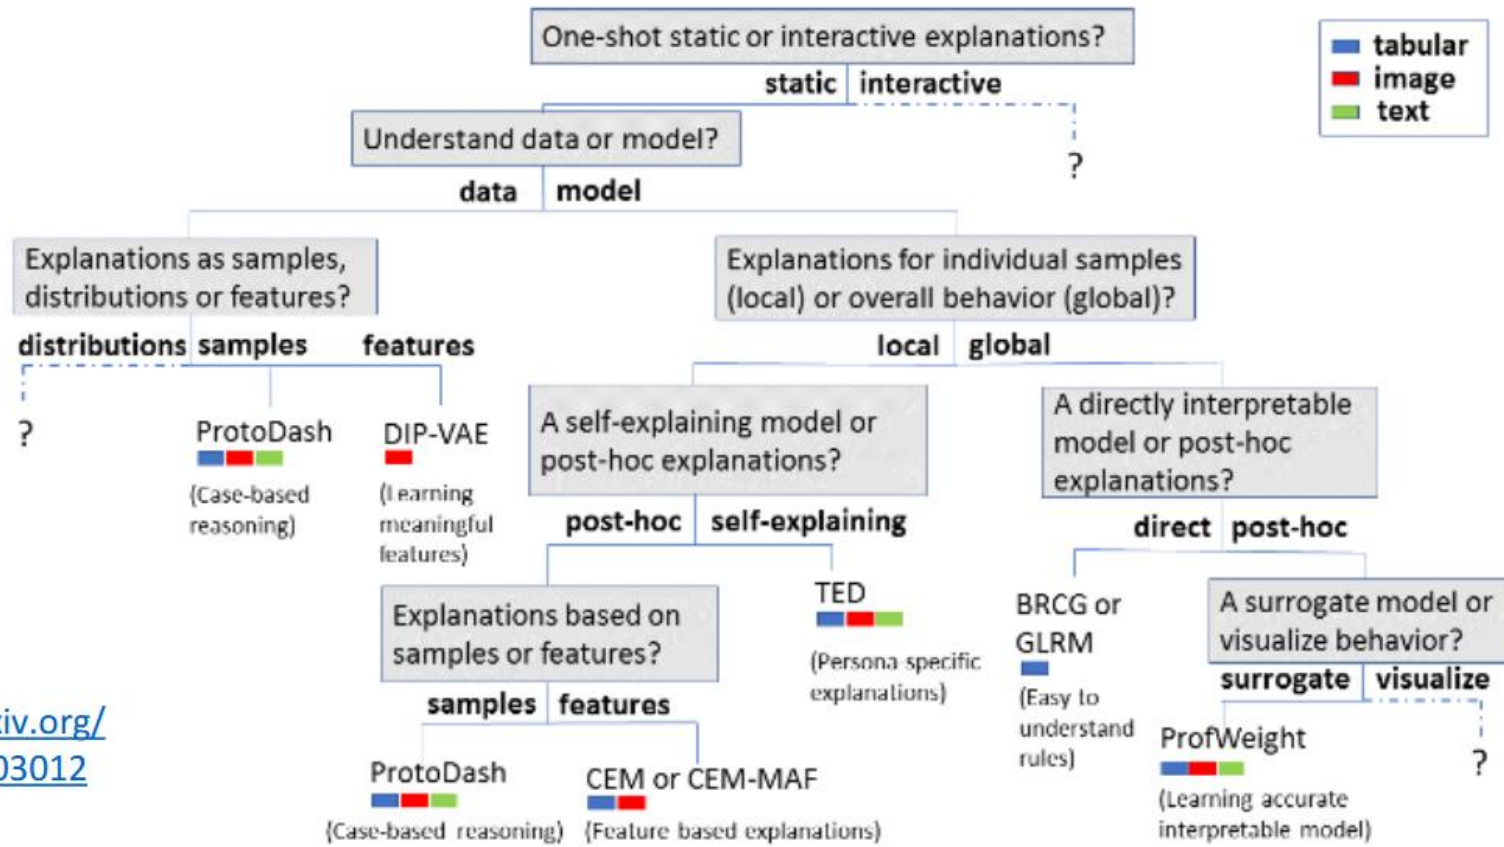 One-shot static or interactive explanations?
tabular
image
text
static interactive
Understand data or model?
?
data model
Explanations as samples,
distributions or features?
Explanations for individual samples
(local) or overall behavior (global)?
distributions samples features
local global
?
ProtoDash
(Case-based
reasoning)
DIP-VAE
(Learning
meaningful
features)
A self-explaining model or
post-hoc explanations?
A directly interpretable
model or post-hoc
explanations?
post-hoc self-explaining
direct post-hoc
Explanations based on
samples or features?
TED
(Persona specific
explanations)
BRCG or
GLRM
(Easy to
understand
rules)
A surrogate model or
visualize behavior?
samples features
surrogate visualize
iv.org/
03012
ProtoDash
(Case-based reasoning)
CEM or CEM-MAF
(Feature based explanations)
ProfWeight
(Learning accurate
interpretable model)
?